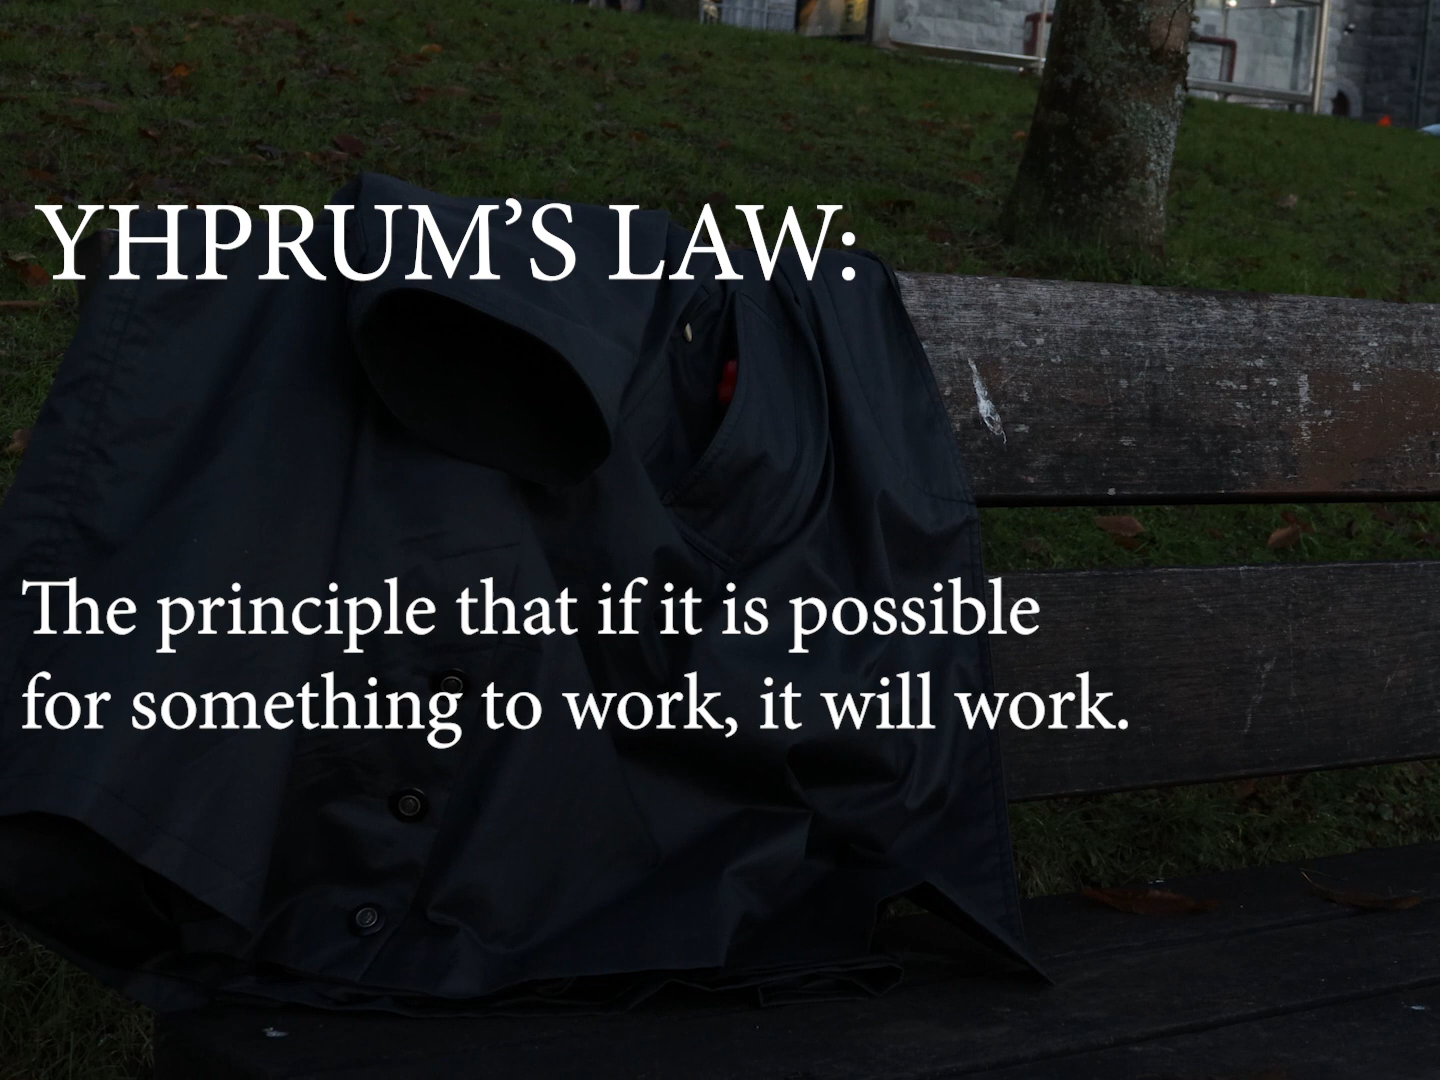 YHPRUM’S LAW:
The principle that if it is possible
for something to work, it will work.